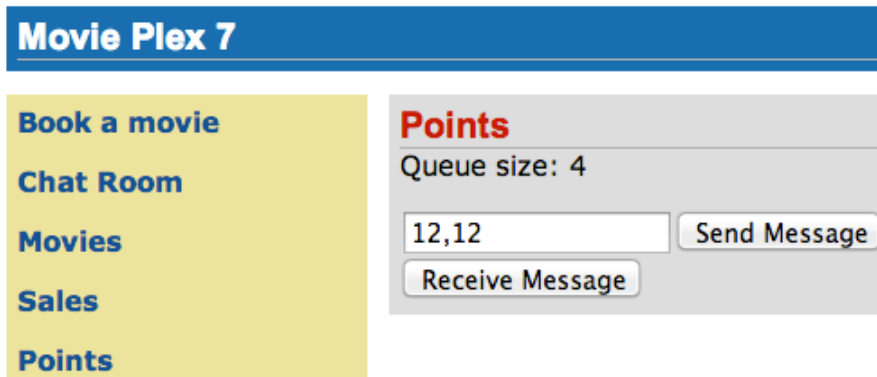 Movie Plex 7
Book a movie
Chat Room
Movies
Sales
Points
Points
Queue size: 4
12,12 Send Message
Receive Message